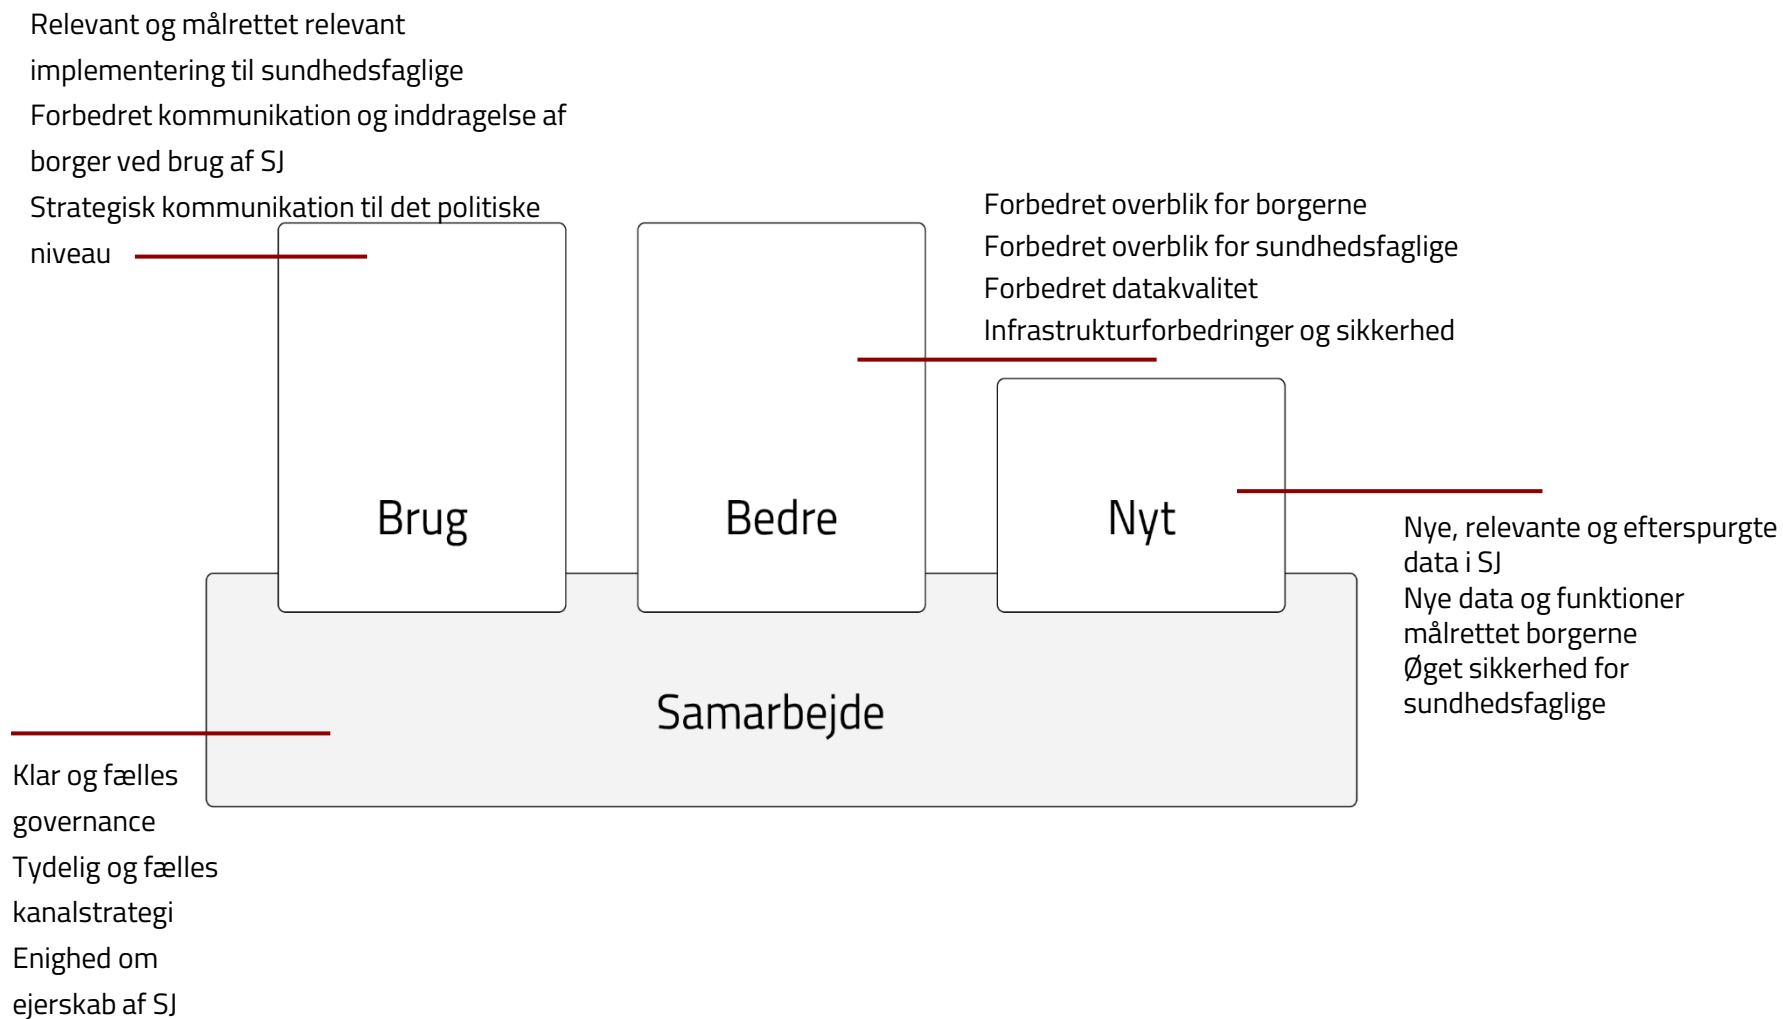 Relevant og målrettet relevant
implementering til sundhedsfaglige
Forbedret kommunikation og inddragelse af
borger ved brug af SJ
Strategisk kommunikation til det politiske
niveau
Forbedret overblik for borgerne
Forbedret overblik for sundhedsfaglige
Forbedret datakvalitet
Infrastrukturforbedringer og sikkerhed
Brug
Bedre
Nyt
Nye, relevante og efterspurgte
data i SJ
Nye data og funktioner
målrettet borgerne
Øget sikkerhed for
sundhedsfaglige
Samarbejde
Klar og fælles
governance
Tydelig og fælles
kanalstrategi
Enighed om
ejerskab af SJ